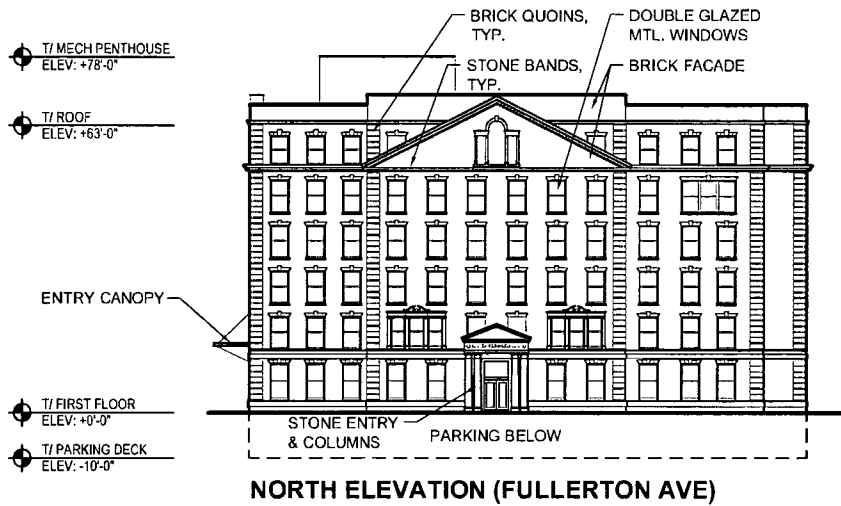 BRICK QUOINS,
TYP.
DOUBLE GLAZED
MTL. WINDOWS
T/ MECH PENTHOUSE
ELEV: +78'-0"
STONE BANDS,
TYP.
BRICK FACADE
T/ ROOF
ELEV: +63'-0"
ENTRY CANOPY
T/ FIRST FLOOR
ELEV: +0'-0"
STONE ENTRY
& COLUMNS
PARKING BELOW
T/ PARKING DECK
ELEV: -10'-0"
NORTH ELEVATION (FULLERTON AVE)